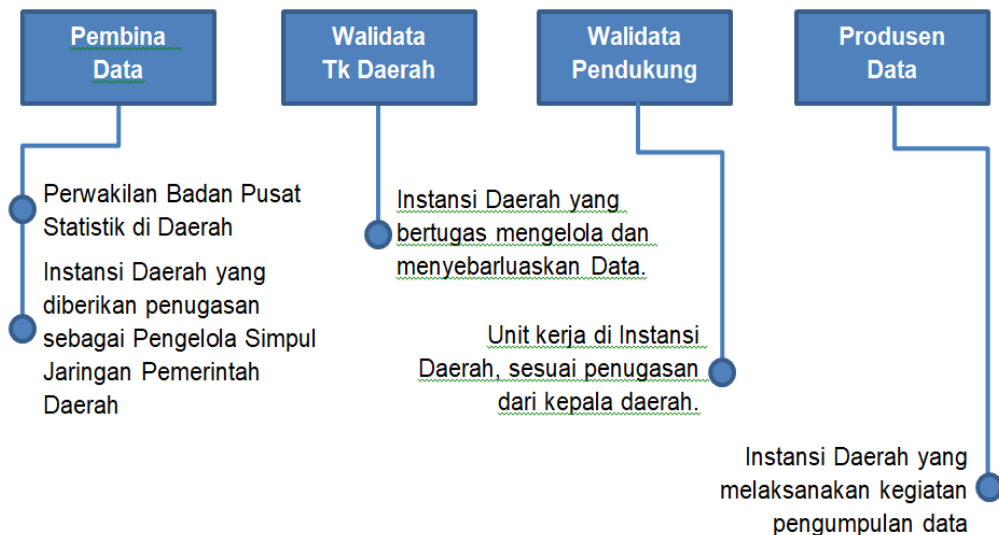 Pembina
Data
Walidata
Tk Daerah
Walidata
Pendukung
Produsen
Data
Perwakilan Badan Pusat
Statistik di Daerah
Instansi Daerah yang
diberikan penugasan
sebagai Pengelola Simpul
Jaringan Pemerintah
Daerah
Instansi Daerah yang
bertugas mengelola dan
menyebarluaskan Data.
Unit kerja di Instansi
Daerah, sesuai penugasan
dari kepala daerah.
Instansi Daerah yang
melaksanakan kegiatan
pengumpulan data